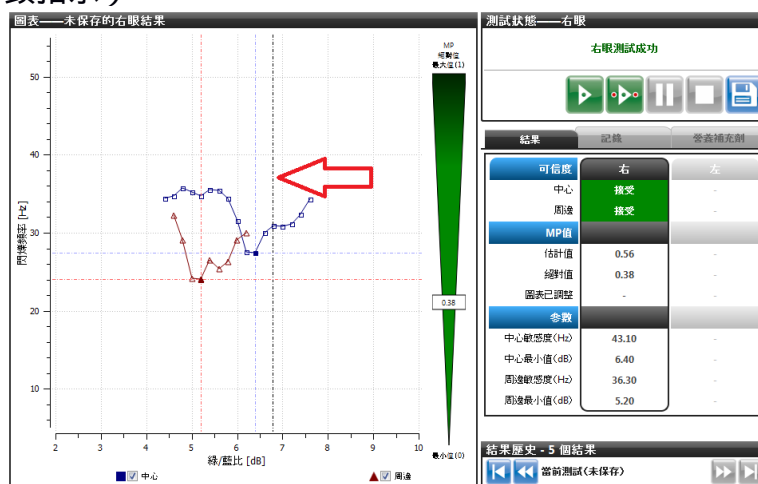 圖表——未保存的右眼結果
MP
絕對位
最大位(1)
50
40
30
20
10
閃爍頻率 [Hz]
0.38
2 3 4 5 6 7 8 9 10
綠/藍比 [dB]
最小位(0)
中心
周邊
測試狀態——右眼
右眼測試成功
結果 記錄 營養補充劑
可信度 右 左
中心 接受 -
周邊 接受 -
MP值
估計值 0.56 -
絕對值 0.38 -
圖表已調整 - -
參數
中心敏感度(Hz) 43.10 -
中心最小值(dB) 6.40 -
周邊敏感度(Hz) 36.30 -
周邊最小值(dB) 5.20 -
結果歷史 - 5 個結果
當前測試(未保存)